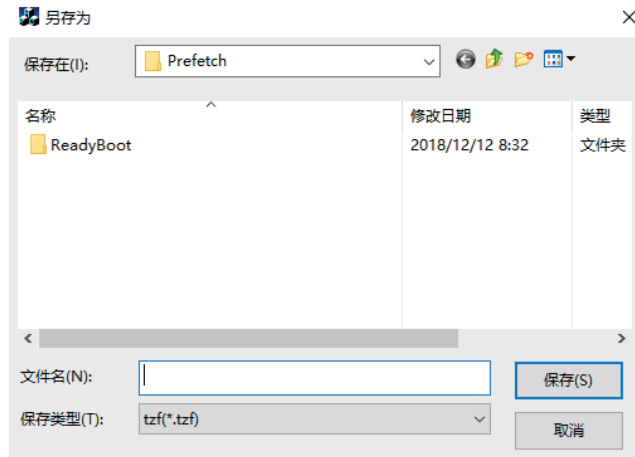 另存为
保存在(I): Prefetch
名称 修改日期 类型
ReadyBoot 2018/12/12 8:32 文件夹
文件名(N): 保存(S)
保存类型(T): tzf(*.tzf) 取消